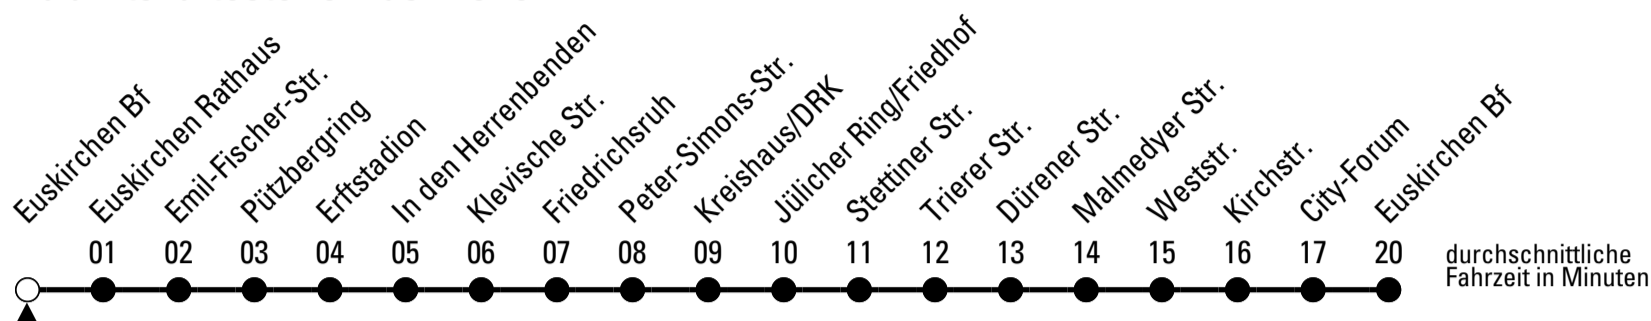 Euskirchen Bf
Euskirchen Rathaus
Emil-Fischer-Str.
Pützbergring
Erftstadion
In den Herrenbenden
Klevische Str.
Friedrichsruh
Peter-Simons-Str.
Kreishaus/DRK
Jülicher Ring/Friedhof
Stettiner Str.
Trierer Str.
Dürener Str.
Malmedyer Str.
Weststr.
Kirchstr.
City-Forum
Euskirchen Bf
01 02 03 04 05 06 07 08 09 10 11 12 13 14 15 16 17 20
durchschnittliche
Fahrzeit in Minuten